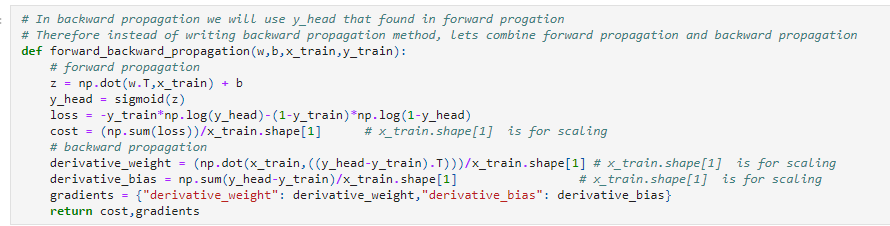 # In backward propagation we will use y_head that found in forward progation
# Therefore instead of writing backward propagation method, lets combine forward propagation and backward propagation
def forward_backward_propagation(w,b,x_train,y_train):
    # forward propagation
    z = np.dot(w.T,x_train) + b
    y_head = sigmoid(z)
    loss = -y_train*np.log(y_head)-(1-y_train)*np.log(1-y_head)
    cost = (np.sum(loss))/x_train.shape[1]      # x_train.shape[1]  is for scaling
    # backward propagation
    derivative_weight = (np.dot(x_train,((y_head-y_train).T)))/x_train.shape[1] # x_train.shape[1]  is for scaling
    derivative_bias = np.sum(y_head-y_train)/x_train.shape[1]                 # x_train.shape[1]  is for scaling
    gradients = {"derivative_weight": derivative_weight,"derivative_bias": derivative_bias}
    return cost,gradients